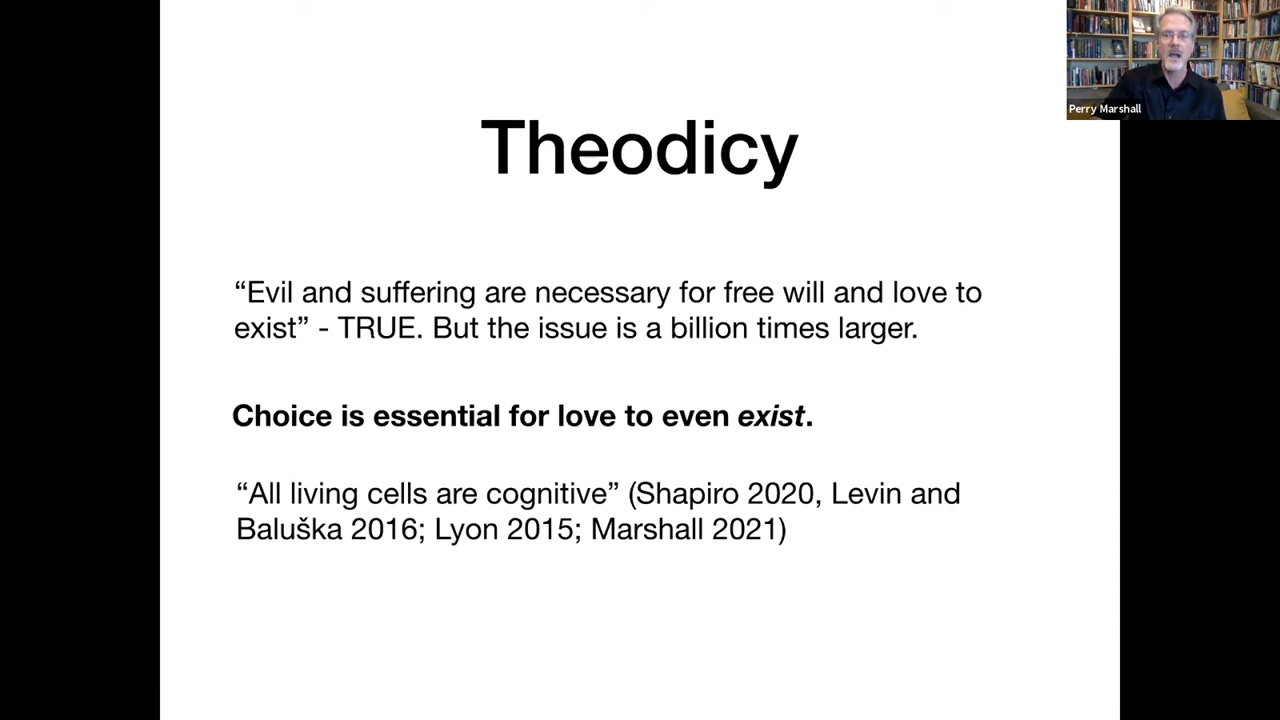 Perry Marshall
Theodicy
“Evil and suffering are necessary for free will and love to
exist” - TRUE. But the issue is a billion times larger.
Choice is essential for love to even exist.
“All living cells are cognitive” (Shapiro 2020, Levin and
Baluška 2016; Lyon 2015; Marshall 2021)